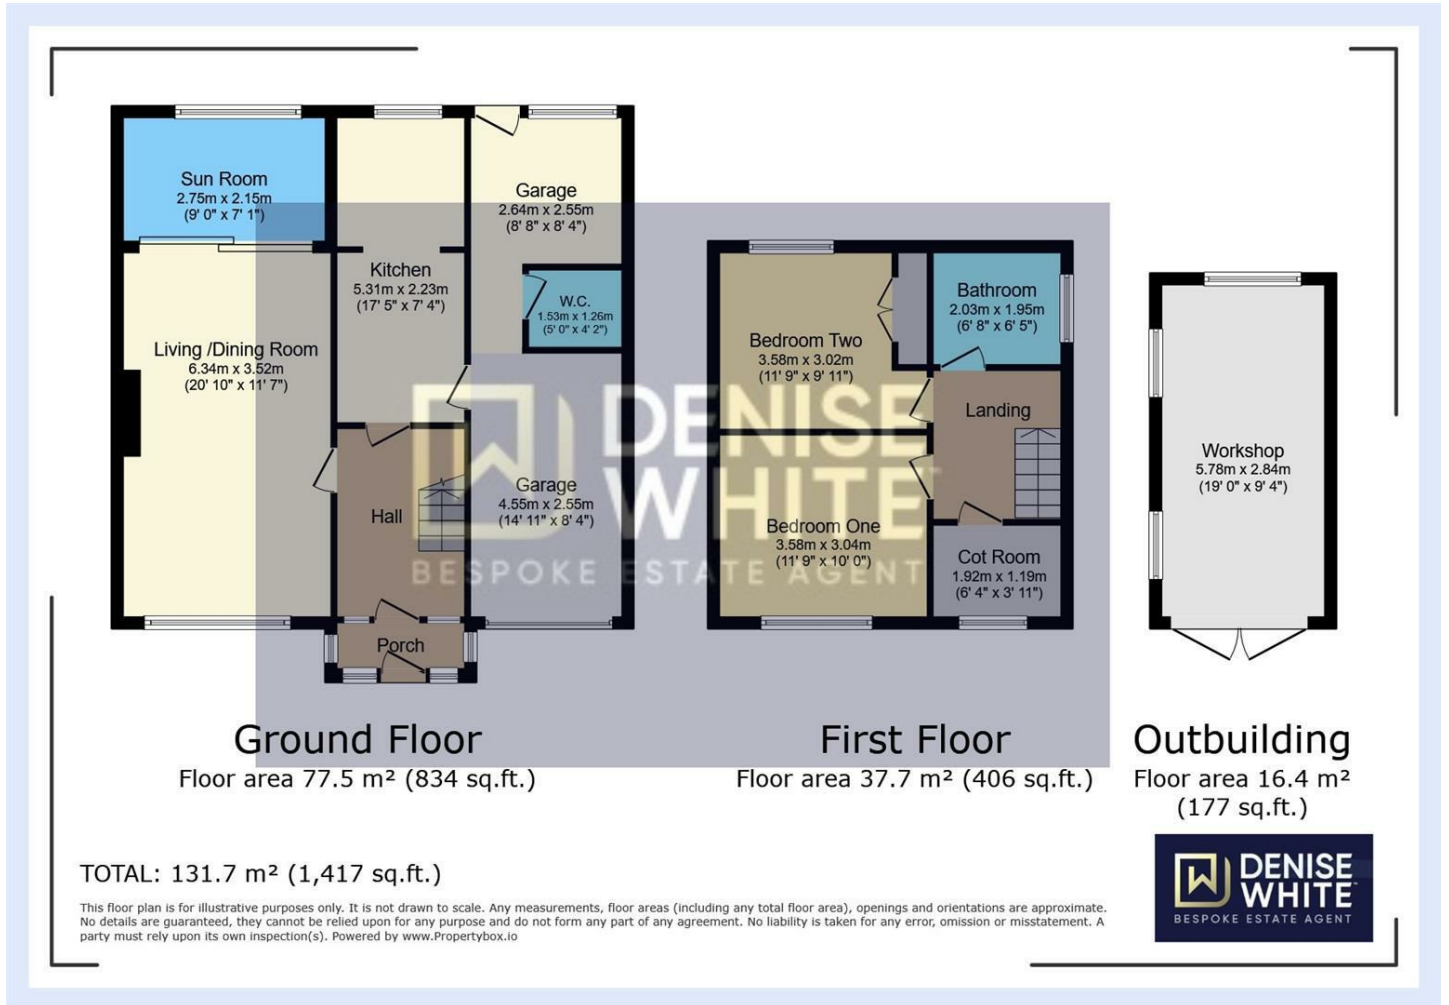 Sun Room
2.75m x 2.15m
(9' 0" x 7' 1")
Garage
2.64m x 2.55m
(8' 8" x 8' 4")
Kitchen
5.31m x 2.23m
(17' 5" x 7' 4")
W.C.
1.53m x 1.26m
(5' 0" x 4' 2")
Living /Dining Room
6.34m x 3.52m
(20' 10" x 11' 7")
Hall
Garage
4.55m x 2.55m
(14' 11" x 8' 4")
Porch
Ground Floor
Floor area 77.5 m² (834 sq.ft.)
Bathroom
2.03m x 1.95m
(6' 8" x 6' 5")
Bedroom Two
3.58m x 3.02m
(11' 9" x 9' 11")
Landing
Bedroom One
3.58m x 3.04m
(11' 9" x 10' 0")
Cot Room
1.92m x 1.19m
(6' 4" x 3' 11")
First Floor
Floor area 37.7 m² (406 sq.ft.)
Workshop
5.78m x 2.84m
(19' 0" x 9' 4")
Outbuilding
Floor area 16.4 m²
(177 sq.ft.)
DENISE
WHITE™
BESPOKE ESTATE AGENT
TOTAL: 131.7 m² (1,417 sq.ft.)
This floor plan is for illustrative purposes only. It is not drawn to scale. Any measurements, floor areas (including any total floor area), openings and orientations are approximate.
No details are guaranteed, they cannot be relied upon for any purpose and do not form any part of any agreement. No liability is taken for any error, omission or misstatement. A
party must rely upon its own inspection(s). Powered by www.Propertybox.io
DENISE
WHITE™
BESPOKE ESTATE AGENT